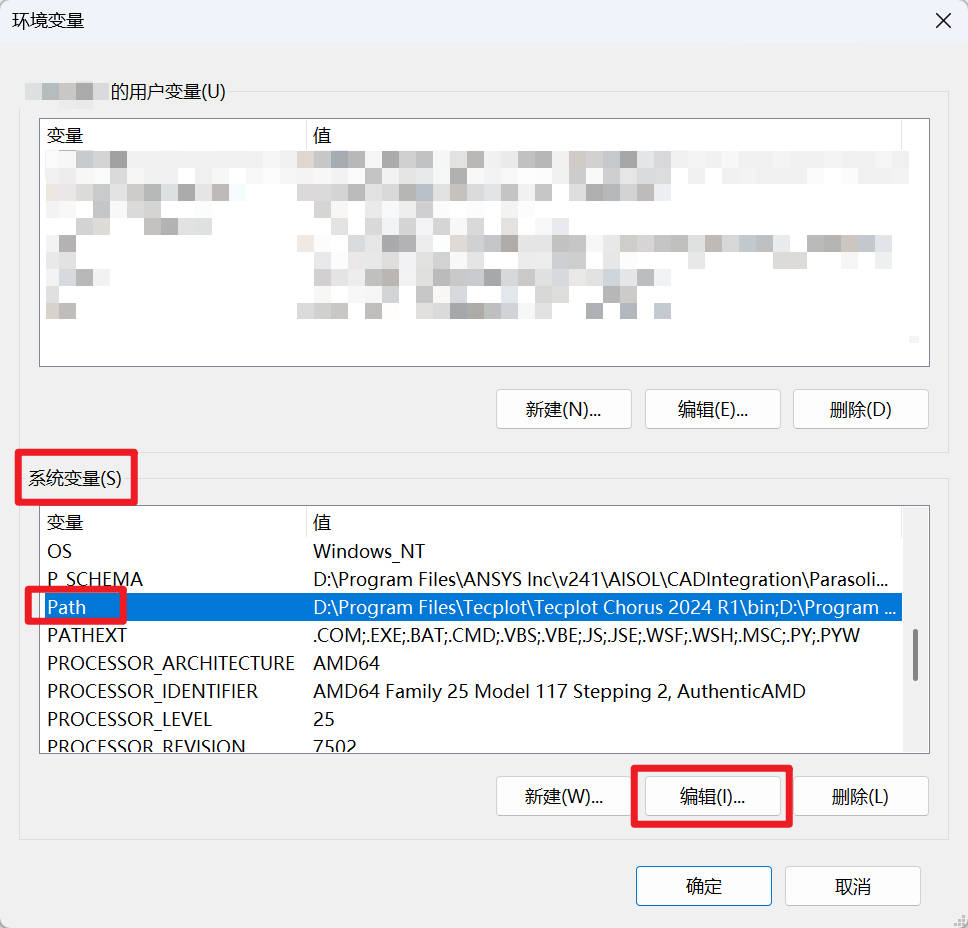 环境变量
的用户变量(U)
变量 值
新建(N)... 编辑(E)... 删除(D)
系统变量(S)
变量 值
OS Windows_NT
P_SCHEMA D:\Program Files\ANSYS Inc\v241\AISOL\CADIntegration\Parasoli...
Path D:\Program Files\Tecplot\Tecplot Chorus 2024 R1\bin;D:\Program ...
PATHEXT .COM;.EXE;.BAT;.CMD;.VBS;.VBE;.JS;.JSE;.WSF;.WSH;.MSC;.PY;.PYW
PROCESSOR_ARCHITECTURE AMD64
PROCESSOR_IDENTIFIER AMD64 Family 25 Model 117 Stepping 2, AuthenticAMD
PROCESSOR_LEVEL 25
PROCESSOR_REVISION 7502
新建(W)... 编辑(I)... 删除(L)
确定 取消